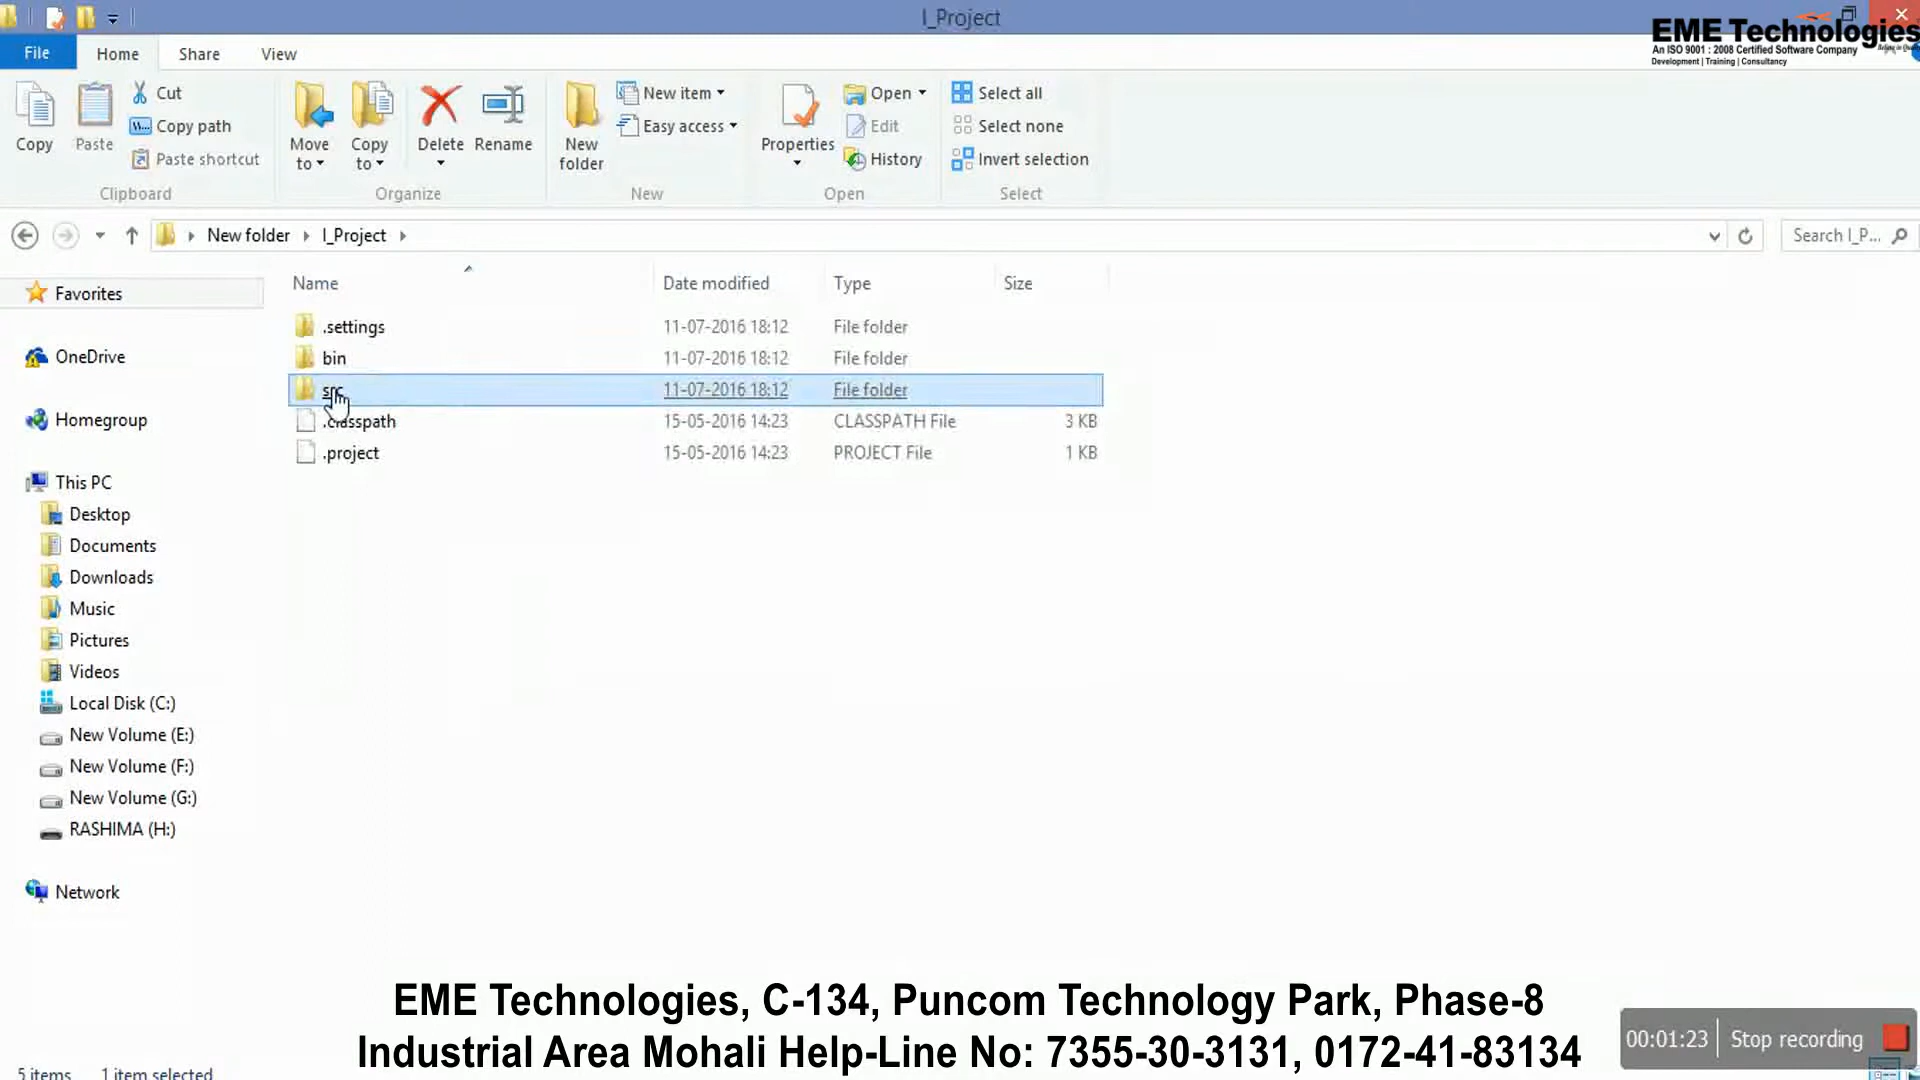 I_Project
EME Technologies
An ISO 9001 : 2008 Certified Software Company
Development | Training | Consultancy
File Home Share View
Copy
Paste
Cut
Copy path
Paste shortcut
Clipboard
Move to
Copy to
Delete
Rename
Organize
New folder
New item
Easy access
New
Properties
Open
Edit
History
Open
Select all
Select none
Invert selection
Select
New folder I_Project
Search I_P...
Name Date modified Type Size
.settings 11-07-2016 18:12 File folder
bin 11-07-2016 18:12 File folder
src 11-07-2016 18:12 File folder
.classpath 15-05-2016 14:23 CLASSPATH File 3 KB
.project 15-05-2016 14:23 PROJECT File 1 KB
Favorites
OneDrive
Homegroup
This PC
Desktop
Documents
Downloads
Music
Pictures
Videos
Local Disk (C:)
New Volume (E:)
New Volume (F:)
New Volume (G:)
RASHIMA (H:)
Network
EME Technologies, C-134, Puncom Technology Park, Phase-8
Industrial Area Mohali Help-Line No: 7355-30-3131, 0172-41-83134
00:01:23 Stop recording
5 items 1 item selected